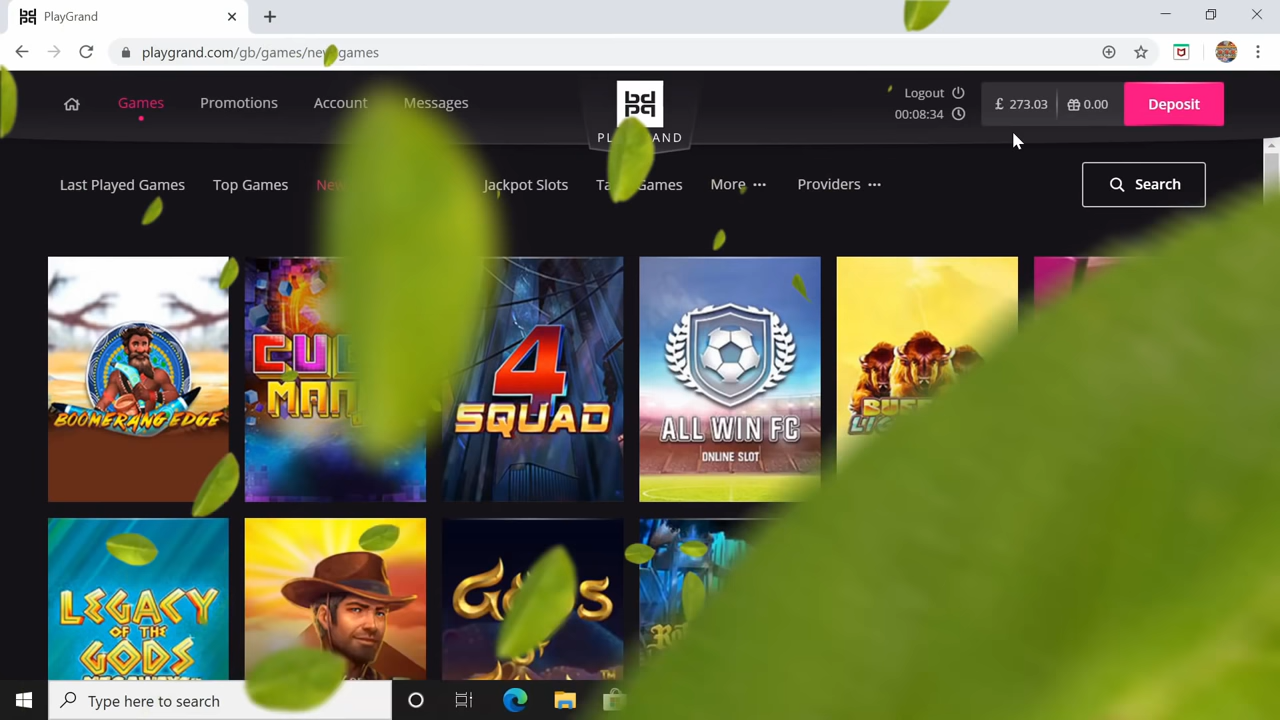 PlayGrand
playgrand.com/gb/games/new-games
Games
Promotions
Account
Messages
bdpq
Logout
00:08:34
£ 273.03
0.00
Deposit
Last Played Games
Top Games
Jackpot Slots
Games
More •••
Providers •••
Search
BOOMERANG EDGE
4
SQUAD
ALL WIN FC
ONLINE SLOT
LEGACY
OF THE
GODS
Type here to search